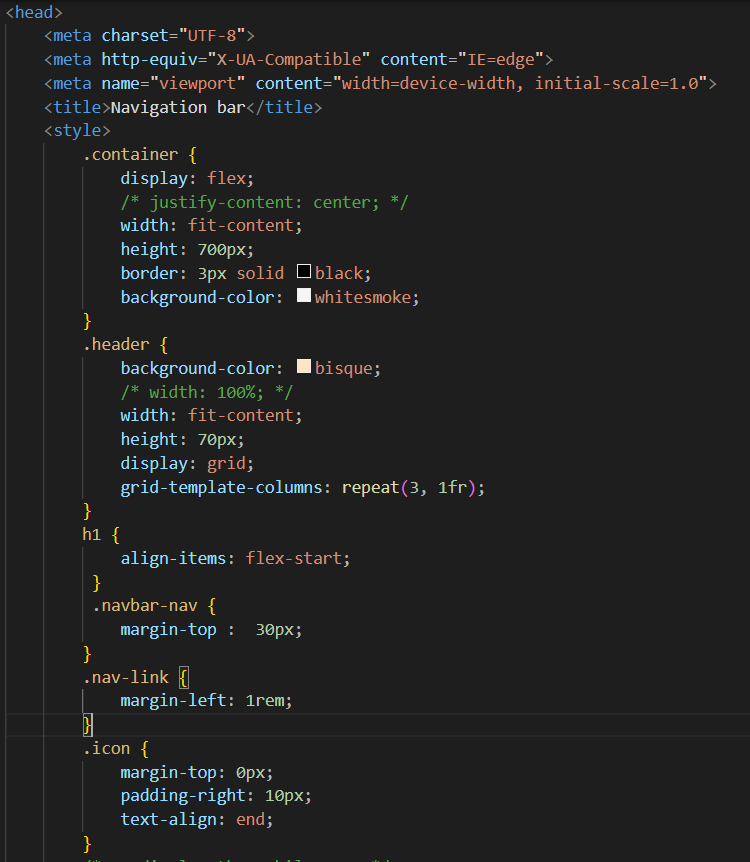 <head>
<meta charset="UTF-8">
<meta http-equiv="X-UA-Compatible" content="IE=edge">
<meta name="viewport" content="width=device-width, initial-scale=1.0">
<title>Navigation bar</title>
<style>
.container {
display: flex;
/* justify-content: center; */
width: fit-content;
height: 700px;
border: 3px solid black;
background-color: whitesmoke;
}
.header {
background-color: bisque;
/* width: 100%; */
width: fit-content;
height: 70px;
display: grid;
grid-template-columns: repeat(3, 1fr);
}
h1 {
align-items: flex-start;
}
.navbar-nav {
margin-top :  30px;
}
.nav-link {
margin-left: 1rem;
}
.icon {
margin-top: 0px;
padding-right: 10px;
text-align: end;
}